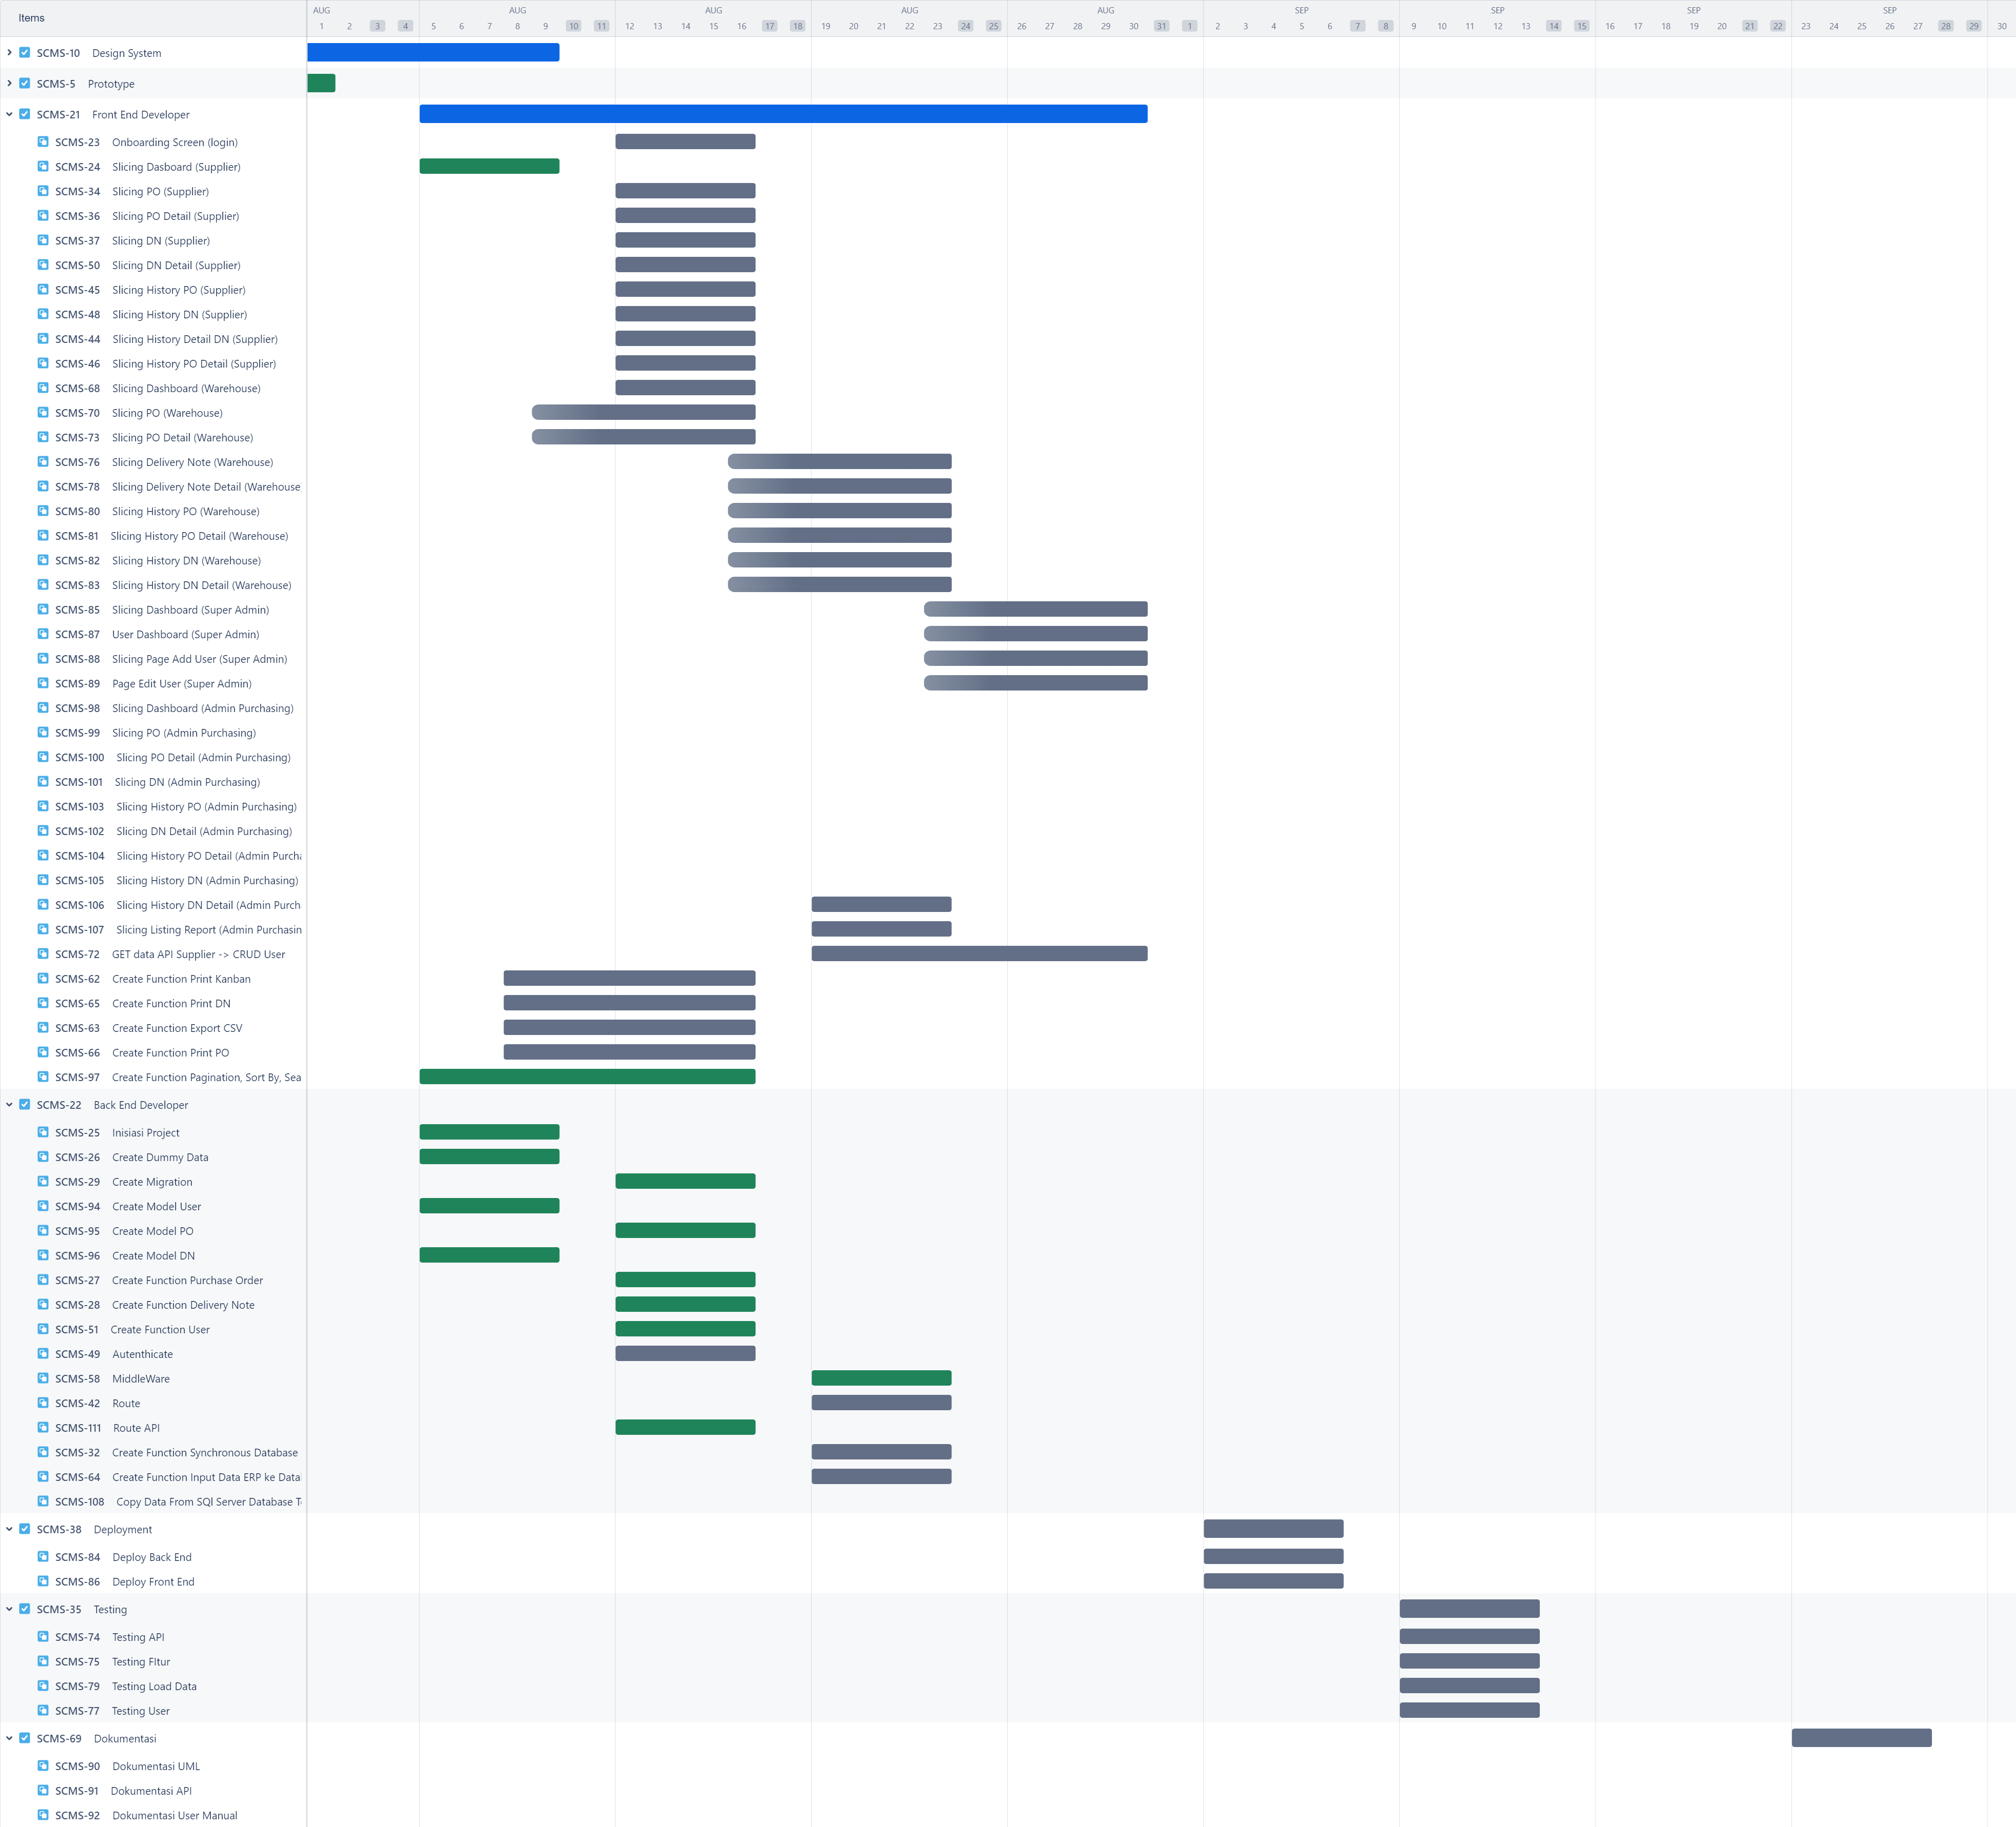 Items
AUG AUG AUG AUG AUG SEP SEP SEP SEP
1 2 3 4 5 6 7 8 9 10 11 12 13 14 15 16 17 18 19 20 21 22 23 24 25 26 27 28 29 30 31 1 2 3 4 5 6 7 8 9 10 11 12 13 14 15 16 17 18 19 20 21 22 23 24 25 26 27 28 29 30
SCMS-10 Design System
SCMS-5 Prototype
SCMS-21 Front End Developer
SCMS-23 Onboarding Screen (login)
SCMS-24 Slicing Dasboard (Supplier)
SCMS-34 Slicing PO (Supplier)
SCMS-36 Slicing PO Detail (Supplier)
SCMS-37 Slicing DN (Supplier)
SCMS-50 Slicing DN Detail (Supplier)
SCMS-45 Slicing History PO (Supplier)
SCMS-48 Slicing History DN (Supplier)
SCMS-44 Slicing History Detail DN (Supplier)
SCMS-46 Slicing History PO Detail (Supplier)
SCMS-68 Slicing Dashboard (Warehouse)
SCMS-70 Slicing PO (Warehouse)
SCMS-73 Slicing PO Detail (Warehouse)
SCMS-76 Slicing Delivery Note (Warehouse)
SCMS-78 Slicing Delivery Note Detail (Warehouse
SCMS-80 Slicing History PO (Warehouse)
SCMS-81 Slicing History PO Detail (Warehouse)
SCMS-82 Slicing History DN (Warehouse)
SCMS-83 Slicing History DN Detail (Warehouse)
SCMS-85 Slicing Dashboard (Super Admin)
SCMS-87 User Dashboard (Super Admin)
SCMS-88 Slicing Page Add User (Super Admin)
SCMS-89 Page Edit User (Super Admin)
SCMS-98 Slicing Dashboard (Admin Purchasing)
SCMS-99 Slicing PO (Admin Purchasing)
SCMS-100 Slicing PO Detail (Admin Purchasing)
SCMS-101 Slicing DN (Admin Purchasing)
SCMS-103 Slicing History PO (Admin Purchasing)
SCMS-102 Slicing DN Detail (Admin Purchasing)
SCMS-104 Slicing History PO Detail (Admin Purcha
SCMS-105 Slicing History DN (Admin Purchasing)
SCMS-106 Slicing History DN Detail (Admin Purch
SCMS-107 Slicing Listing Report (Admin Purchasin
SCMS-72 GET data API Supplier -> CRUD User
SCMS-62 Create Function Print Kanban
SCMS-65 Create Function Print DN
SCMS-63 Create Function Export CSV
SCMS-66 Create Function Print PO
SCMS-97 Create Function Pagination, Sort By, Sea
SCMS-22 Back End Developer
SCMS-25 Inisiasi Project
SCMS-26 Create Dummy Data
SCMS-29 Create Migration
SCMS-94 Create Model User
SCMS-95 Create Model PO
SCMS-96 Create Model DN
SCMS-27 Create Function Purchase Order
SCMS-28 Create Function Delivery Note
SCMS-51 Create Function User
SCMS-49 Autenthicate
SCMS-58 MiddleWare
SCMS-42 Route
SCMS-111 Route API
SCMS-32 Create Function Synchronous Database
SCMS-64 Create Function Input Data ERP ke Data
SCMS-108 Copy Data From SQl Server Database T
SCMS-38 Deployment
SCMS-84 Deploy Back End
SCMS-86 Deploy Front End
SCMS-35 Testing
SCMS-74 Testing API
SCMS-75 Testing FItur
SCMS-79 Testing Load Data
SCMS-77 Testing User
SCMS-69 Dokumentasi
SCMS-90 Dokumentasi UML
SCMS-91 Dokumentasi API
SCMS-92 Dokumentasi User Manual